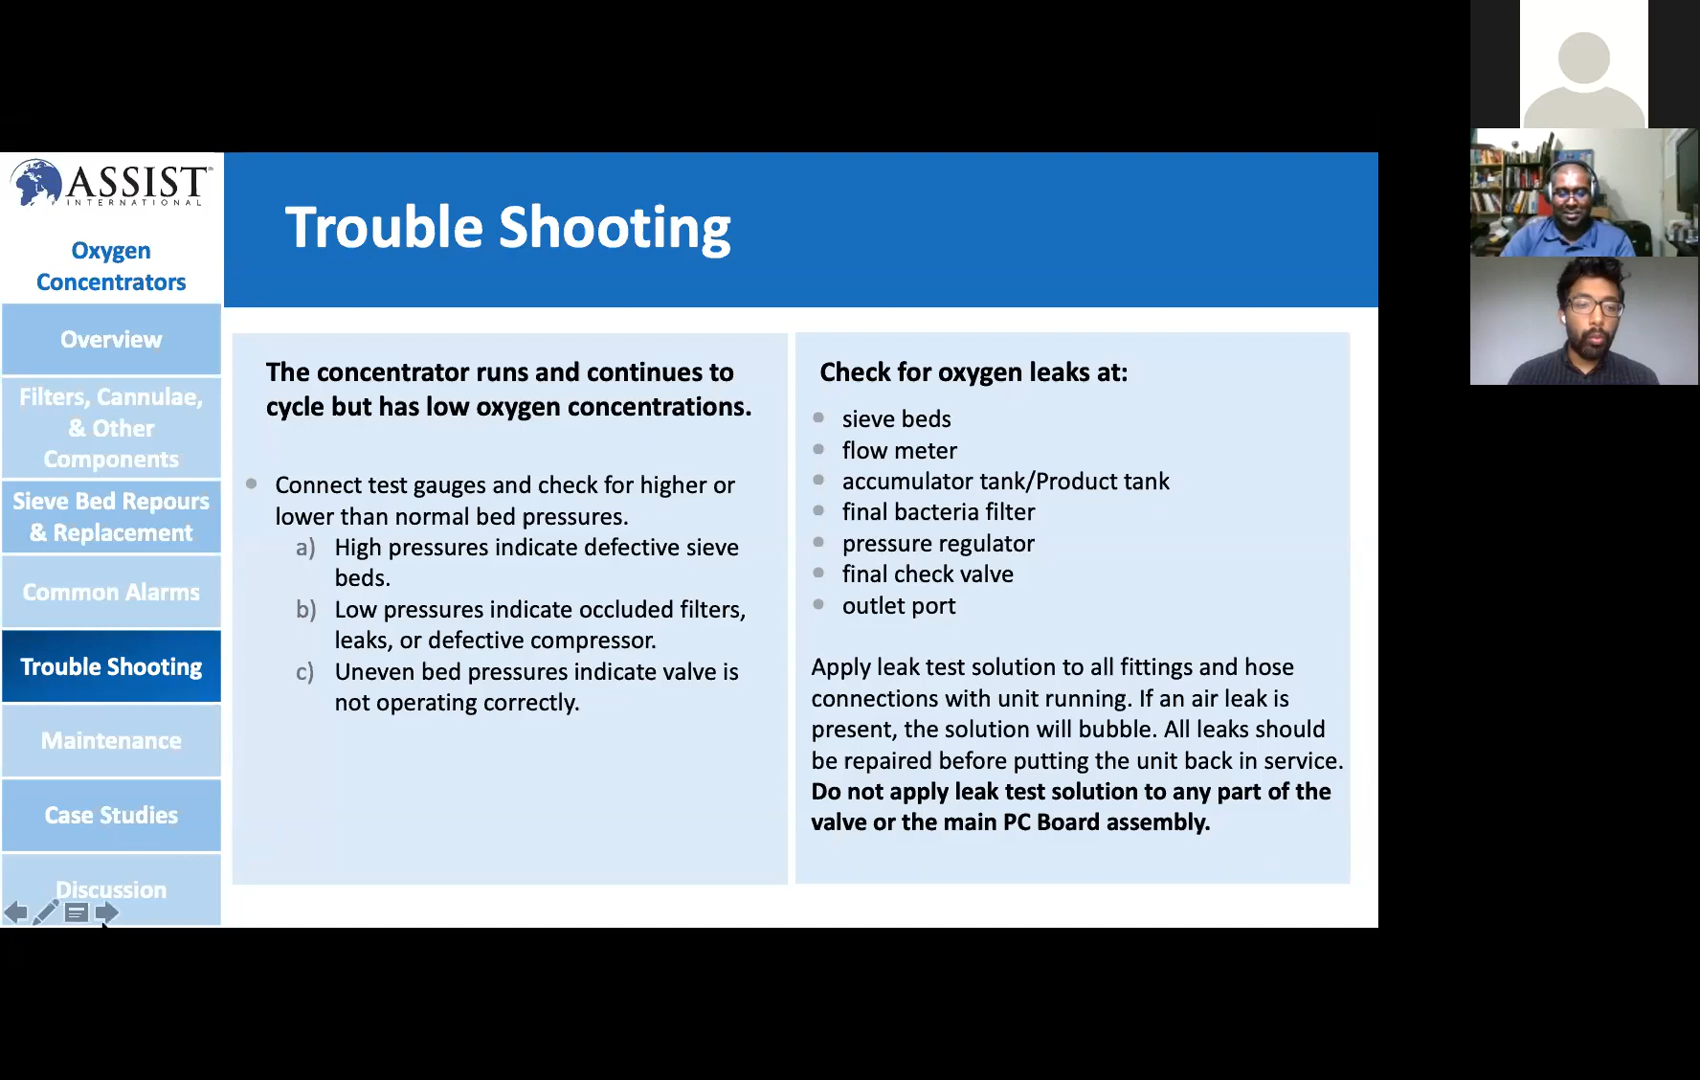 ASSIST
INTERNATIONAL
Oxygen
Concentrators
Overview
Filters, Cannulae,
& Other
Components
Sieve Bed Repours
& Replacement
Common Alarms
Trouble Shooting
Maintenance
Case Studies
Discussion
Trouble Shooting
The concentrator runs and continues to
cycle but has low oxygen concentrations.
• Connect test gauges and check for higher or
lower than normal bed pressures.
a) High pressures indicate defective sieve
beds.
b) Low pressures indicate occluded filters,
leaks, or defective compressor.
c) Uneven bed pressures indicate valve is
not operating correctly.
Check for oxygen leaks at:
• sieve beds
• flow meter
• accumulator tank/Product tank
• final bacteria filter
• pressure regulator
• final check valve
• outlet port
Apply leak test solution to all fittings and hose
connections with unit running. If an air leak is
present, the solution will bubble. All leaks should
be repaired before putting the unit back in service.
Do not apply leak test solution to any part of the
valve or the main PC Board assembly.